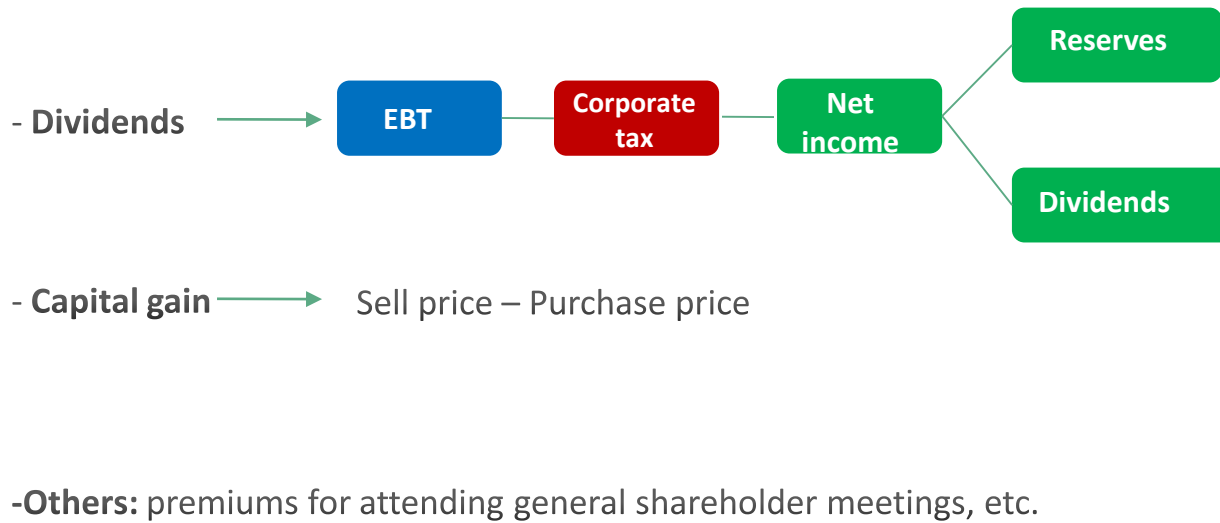 Reserves
- Dividends
EBT
Corporate
tax
Net
income
Dividends
- Capital gain
Sell price – Purchase price
-Others: premiums for attending general shareholder meetings, etc.